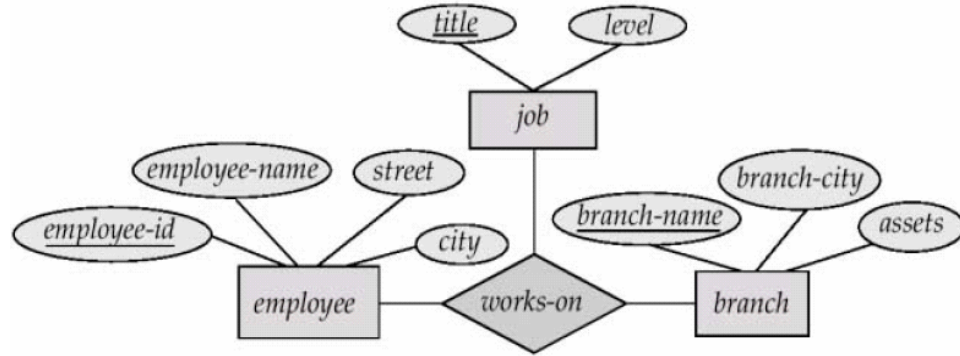 title
level
job
employee-name
street
branch-city
employee-id
city
branch-name
assets
employee
works-on
branch